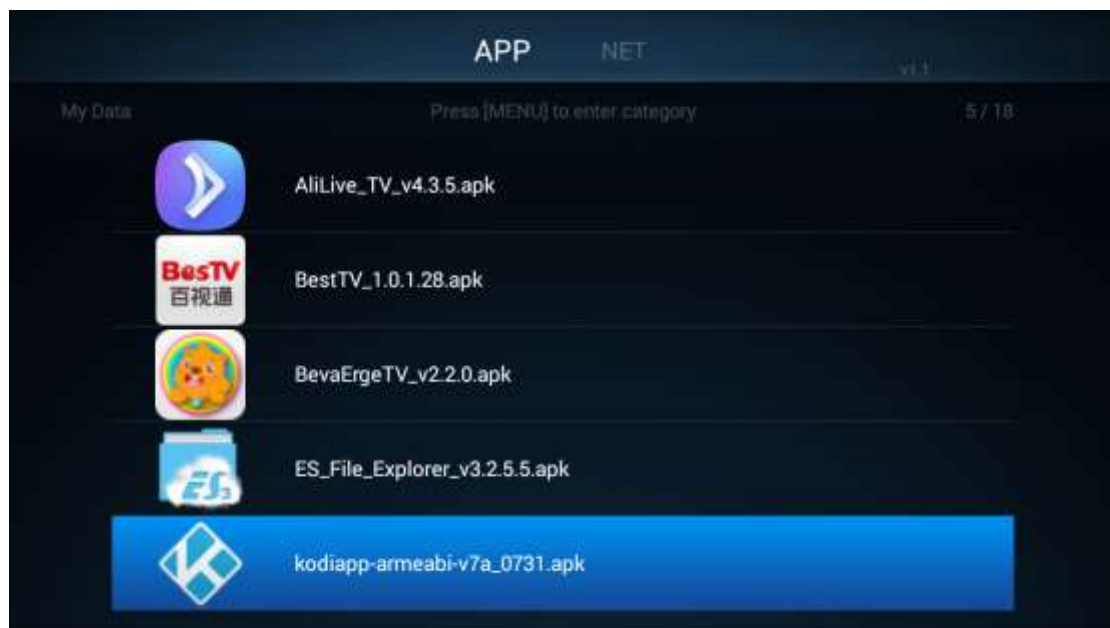 APP NET
v1.1
My Data Press [MENU] to enter category 5 / 18
AliLive_TV_v4.3.5.apk
BesTV
百视通
BestTV_1.0.1.28.apk
BevaErgeTV_v2.2.0.apk
ES3
ES_File_Explorer_v3.2.5.5.apk
kodiapp-armeabi-v7a_0731.apk